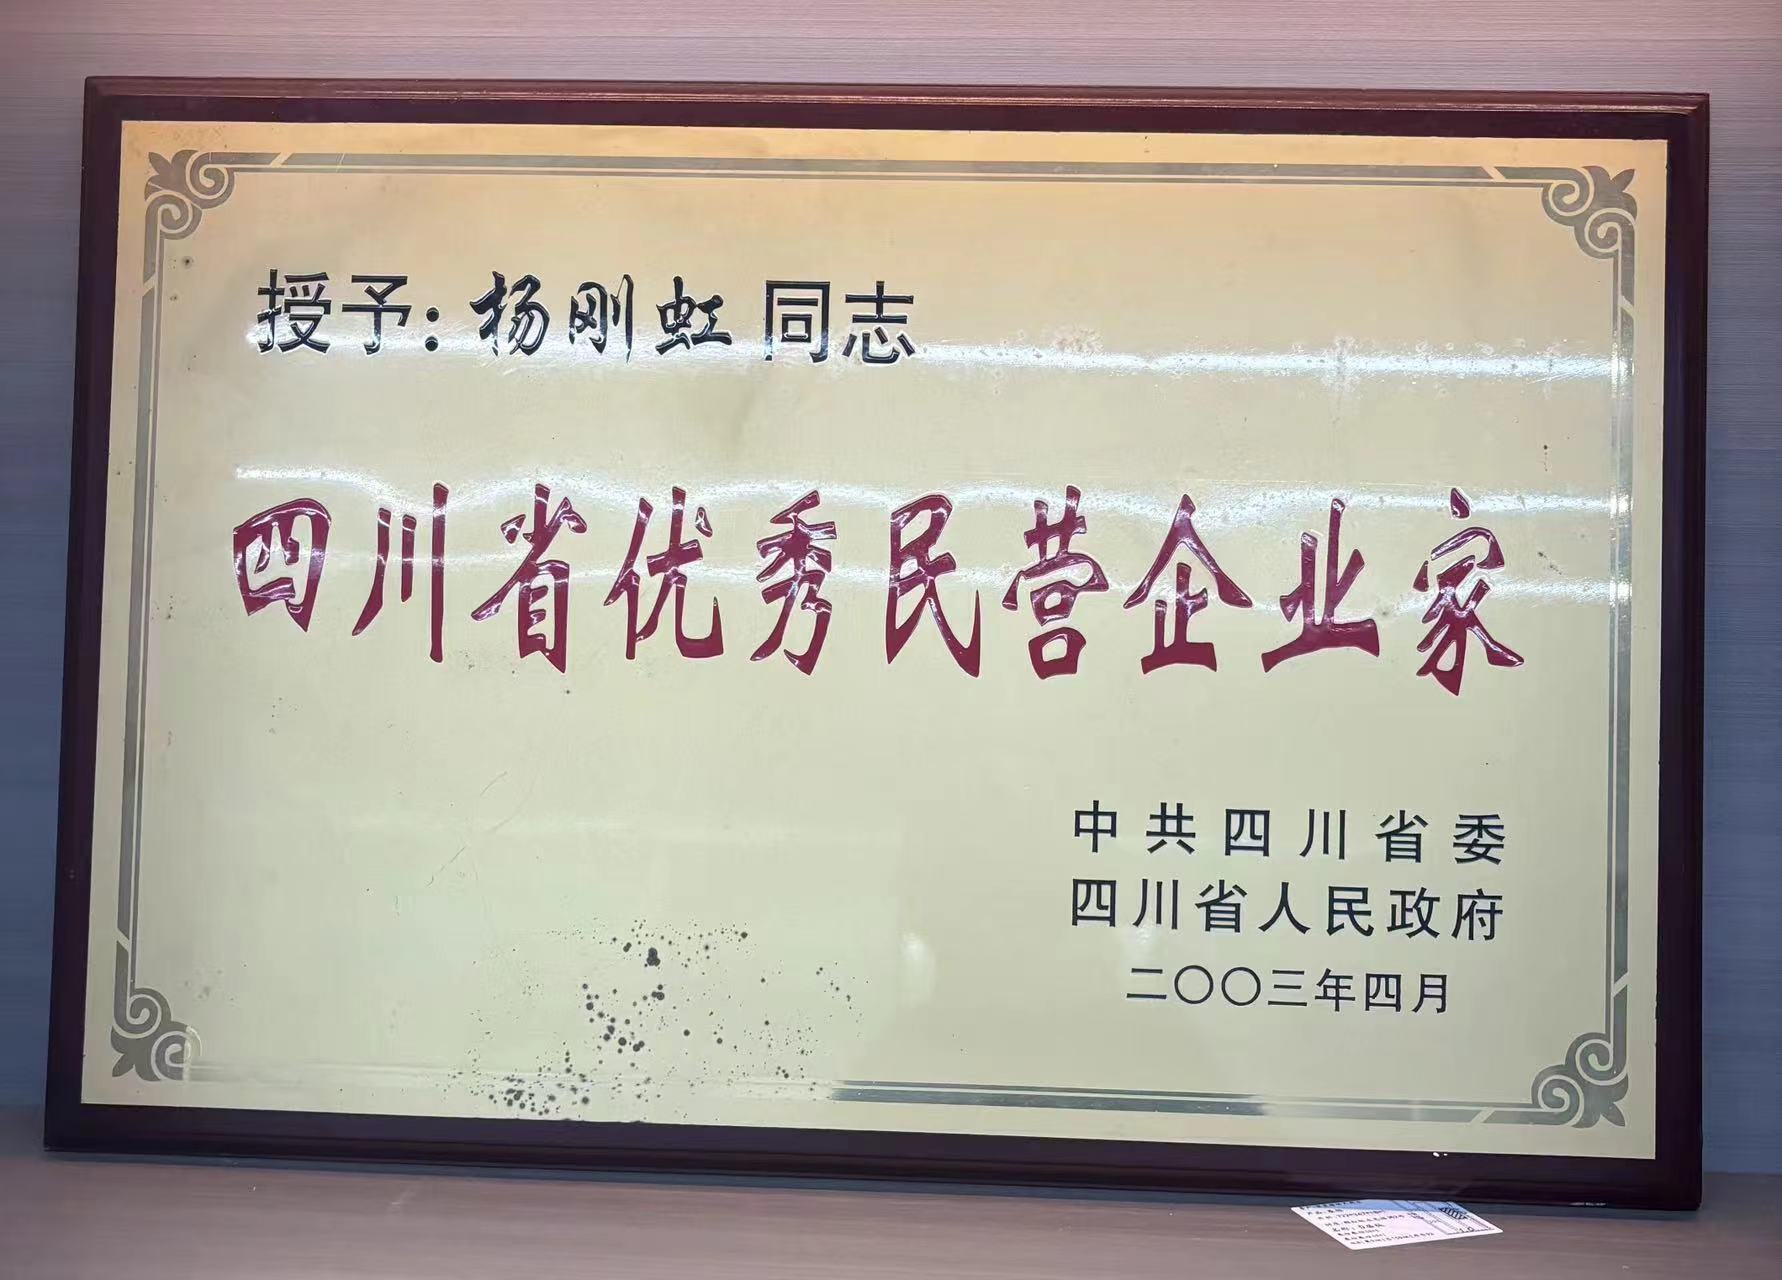 授予：杨刚虹 同志
四川省优秀民营企业家
中共四川省委
四川省人民政府
二〇〇三年四月